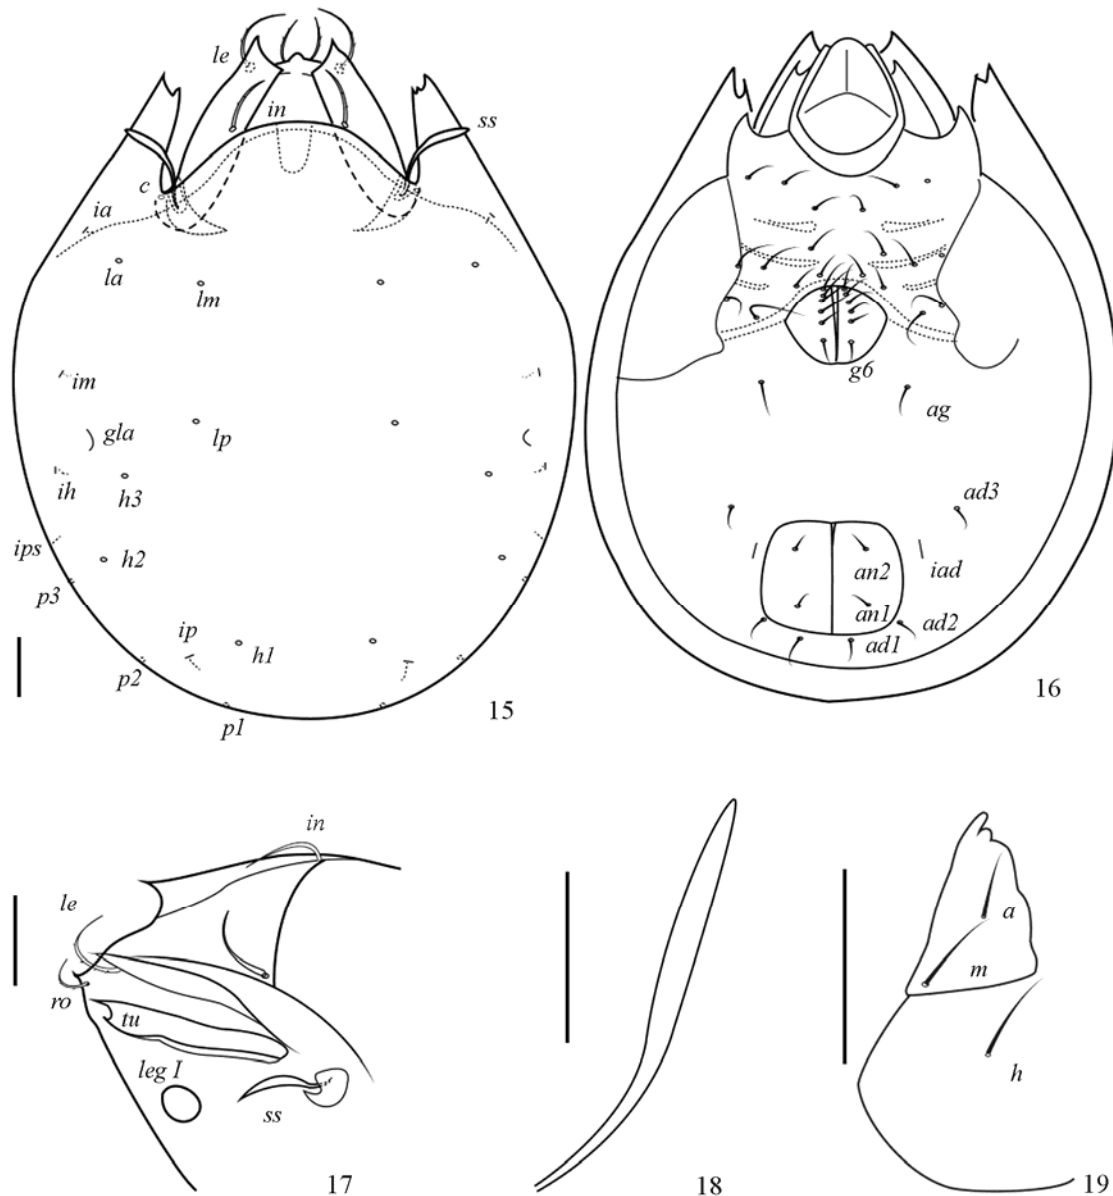 le
in
ss
c
ia
la
lm
im
gla
lp
ih
h3
ips
h2
p3
ip
h1
p2
p1
15
g6
ag
ad3
an2
iad
an1
ad2
ad1
16
in
le
ro
tu
leg I
ss
17
18
a
m
h
19